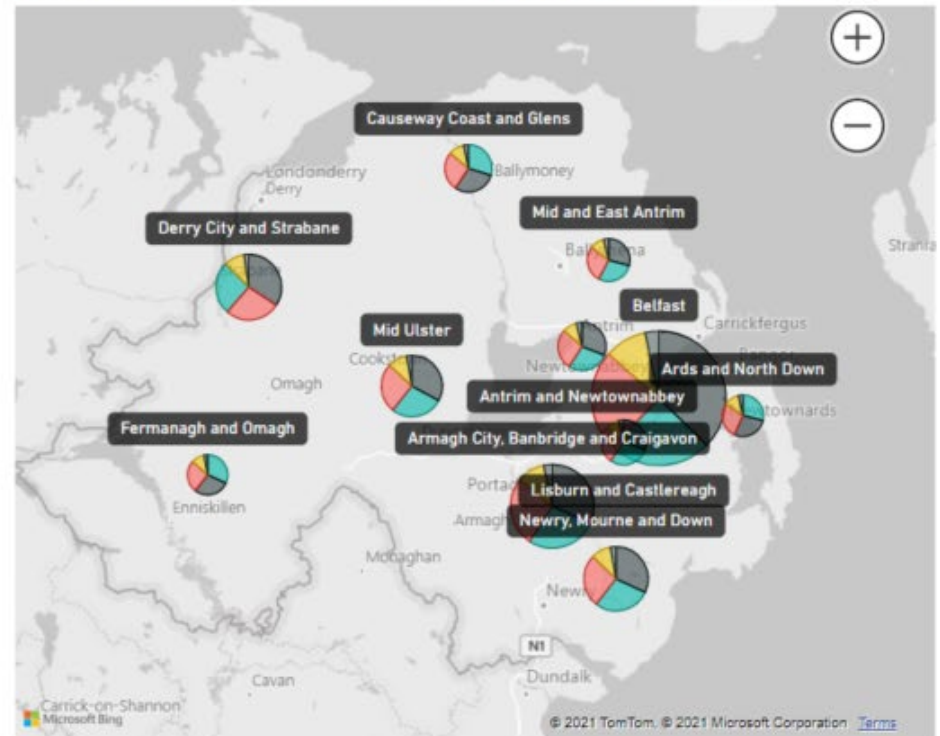 +
−
Causeway Coast and Glens
Londonderry
Derry
Ballymoney
Mid and East Antrim
Derry City and Strabane
Belfast
Mid Ulster
Antrim
Carrickfergus
Ards and North Down
Omagh
Antrim and Newtownabbey
Fermanagh and Omagh
Armagh City, Banbridge and Craigavon
Lisburn and Castlereagh
Enniskillen
Armagh
Newry, Mourne and Down
Monaghan
N1
Cavan
Dundalk
Carrick-on-Shannon
Microsoft Bing
© 2021 TomTom, © 2021 Microsoft Corporation Terms